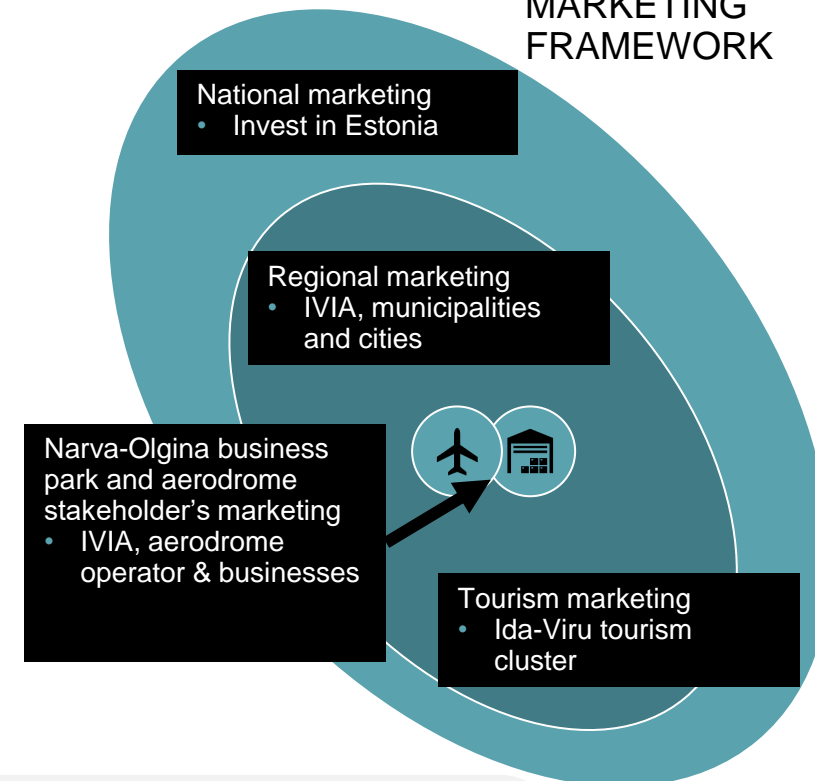 MARKETING
FRAMEWORK
National marketing
• Invest in Estonia
Regional marketing
• IVIA, municipalities
and cities
Narva-Olgina business
park and aerodrome
stakeholder’s marketing
• IVIA, aerodrome
operator & businesses
Tourism marketing
• Ida-Viru tourism
cluster